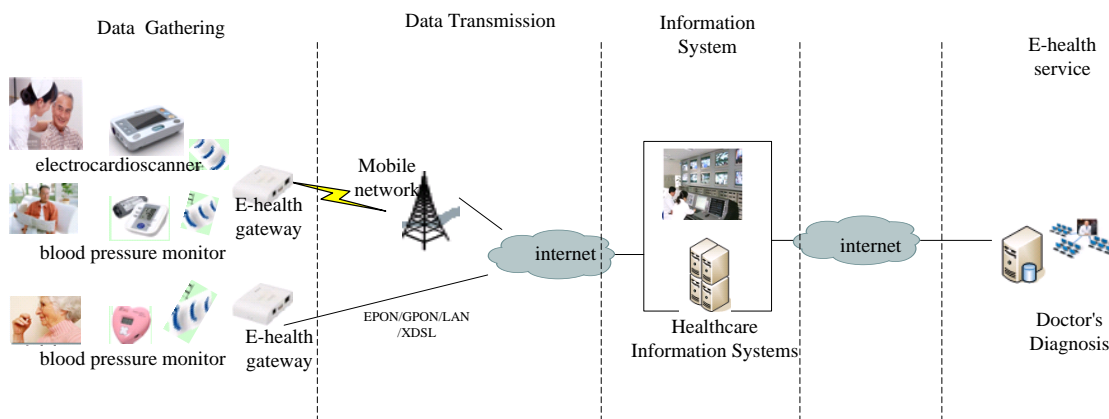 Data Gathering
Data Transmission
Information
System
E-health
service
electrocardioscanner
Mobile
network
E-health
gateway
blood pressure monitor
internet
internet
EPON/GPON/LAN
/XDSL
E-health
gateway
blood pressure monitor
Healthcare
Information Systems
Doctor's
Diagnosis